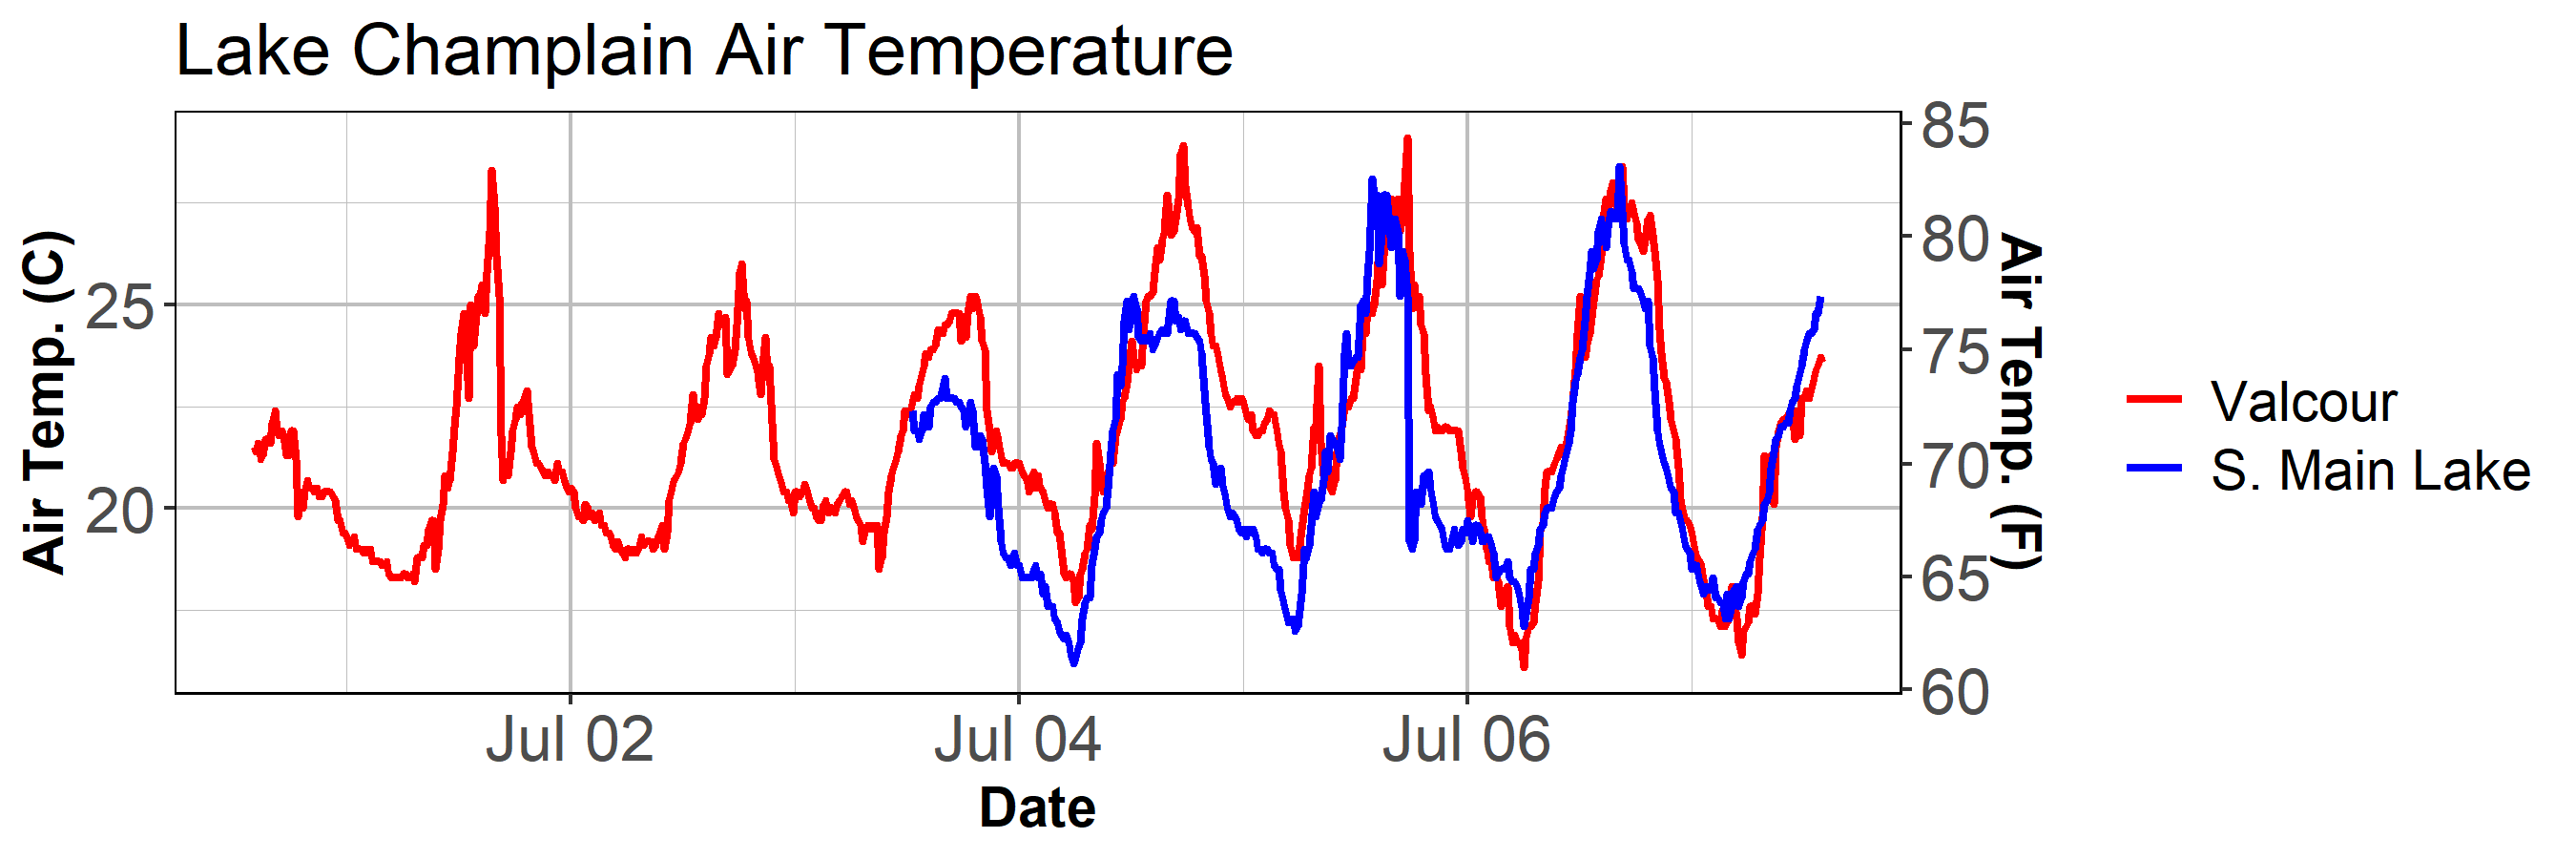 Lake Champlain Air Temperature
Air Temp. (C)
25
20
85
80
75
70
65
60
Air Temp. (F)
Jul 02
Jul 04
Jul 06
Date
Valcour
S. Main Lake